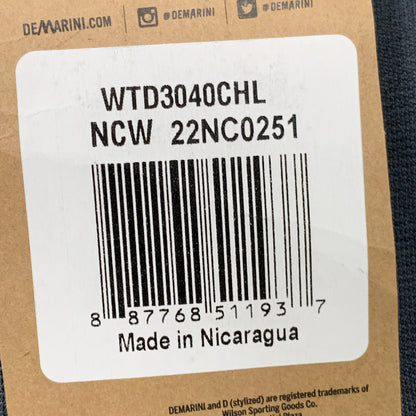 DEMARINI.COM @DEMARINI @DEMARINI
WTD3040CHL
NCW 22NC0251
8 87768 51193 7
Made in Nicaragua
DEMARINI and D (stylized) are registered trademarks of
Wilson Sporting Goods Co.